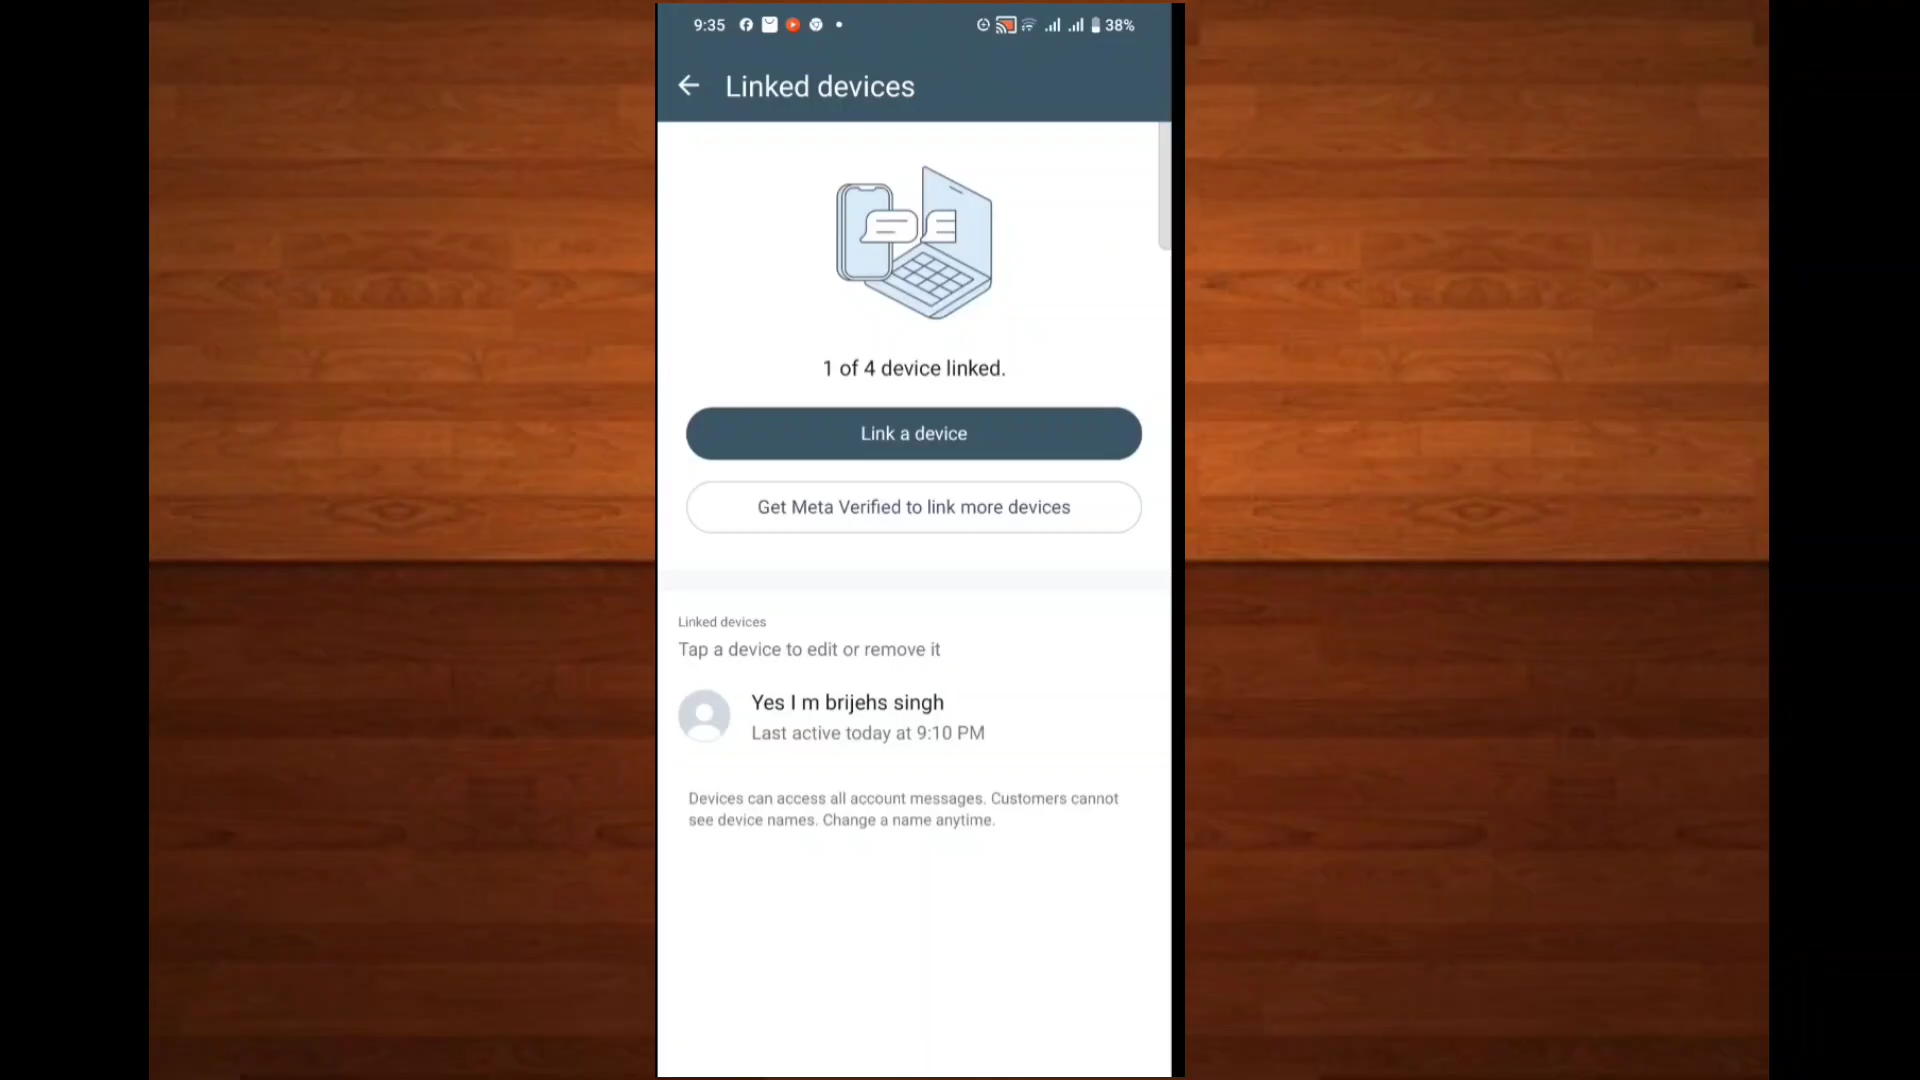 9:35 38%
Linked devices
1 of 4 device linked.
Link a device
Get Meta Verified to link more devices
Linked devices
Tap a device to edit or remove it
Yes I m brijehs singh
Last active today at 9:10 PM
Devices can access all account messages. Customers cannot
see device names. Change a name anytime.